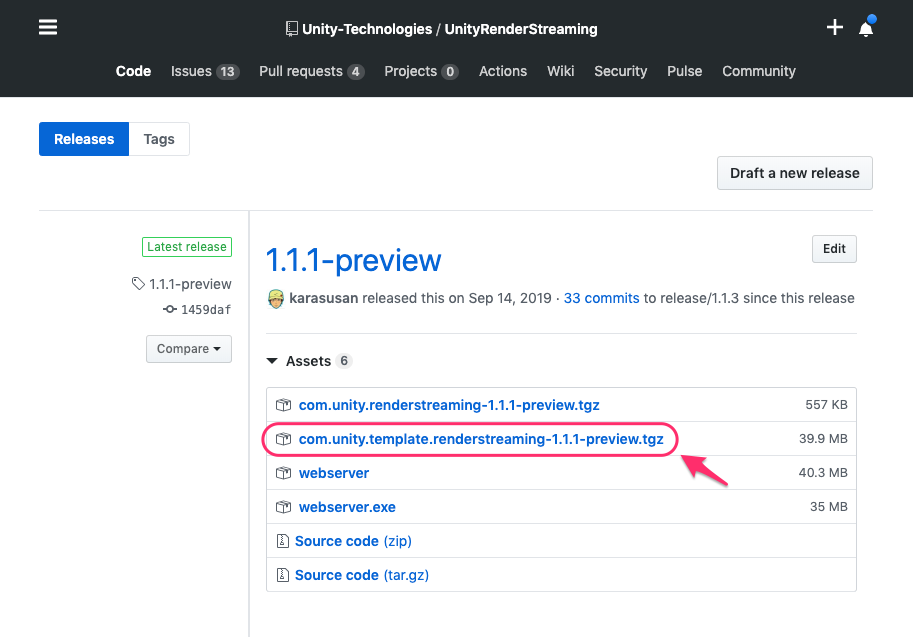 Unity-Technologies / UnityRenderStreaming
Code Issues 13 Pull requests 4 Projects 0 Actions Wiki Security Pulse Community
Releases Tags
Draft a new release
Latest release
1.1.1-preview
1459daf
Compare
1.1.1-preview
Edit
karasusan released this on Sep 14, 2019 · 33 commits to release/1.1.3 since this release
Assets 6
com.unity.renderstreaming-1.1.1-preview.tgz 557 KB
com.unity.template.renderstreaming-1.1.1-preview.tgz 39.9 MB
webserver 40.3 MB
webserver.exe 35 MB
Source code (zip)
Source code (tar.gz)